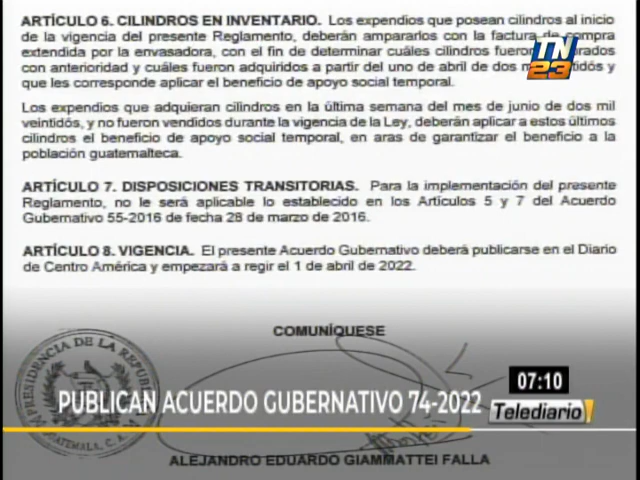 ARTÍCULO 6. CILINDROS EN INVENTARIO. Los expendios que posean cilindros al inicio
de la vigencia del presente Reglamento, deberán ampararlos con la factura de compra
extendida por la envasadora, con el fin de determinar cuáles cilindros fueron
con anterioridad y cuáles fueron adquiridos a partir del uno de abril de dos
que les corresponde aplicar el beneficio de apoyo social temporal.
TN
23
Los expendios que adquieran cilindros en la última semana del mes de junio de dos mil
veintidós, y no fueron vendidos durante la vigencia de la Ley, deberán aplicar a estos últimos
cilindros el beneficio de apoyo social temporal, en aras de garantizar el beneficio a la
población guatemalteca.
ARTÍCULO 7. DISPOSICIONES TRANSITORIAS. Para la implementación del presente
Reglamento, no le será aplicable lo establecido en los Artículos 5 y 7 del Acuerdo
Gubernativo 55-2016 de fecha 28 de marzo de 2016.
ARTÍCULO 8. VIGENCIA. El presente Acuerdo Gubernativo deberá publicarse en el Diario
de Centro América y empezará a regir el 1 de abril de 2022.
COMUNÍQUESE
PRESIDENCIA DE LA REPUBL
GUATEMALA, C. A.
07:10
PUBLICAN ACUERDO GUBERNATIVO 74-2022
Telediario
ALEJANDRO EDUARDO GIAMMATTEI FALLA